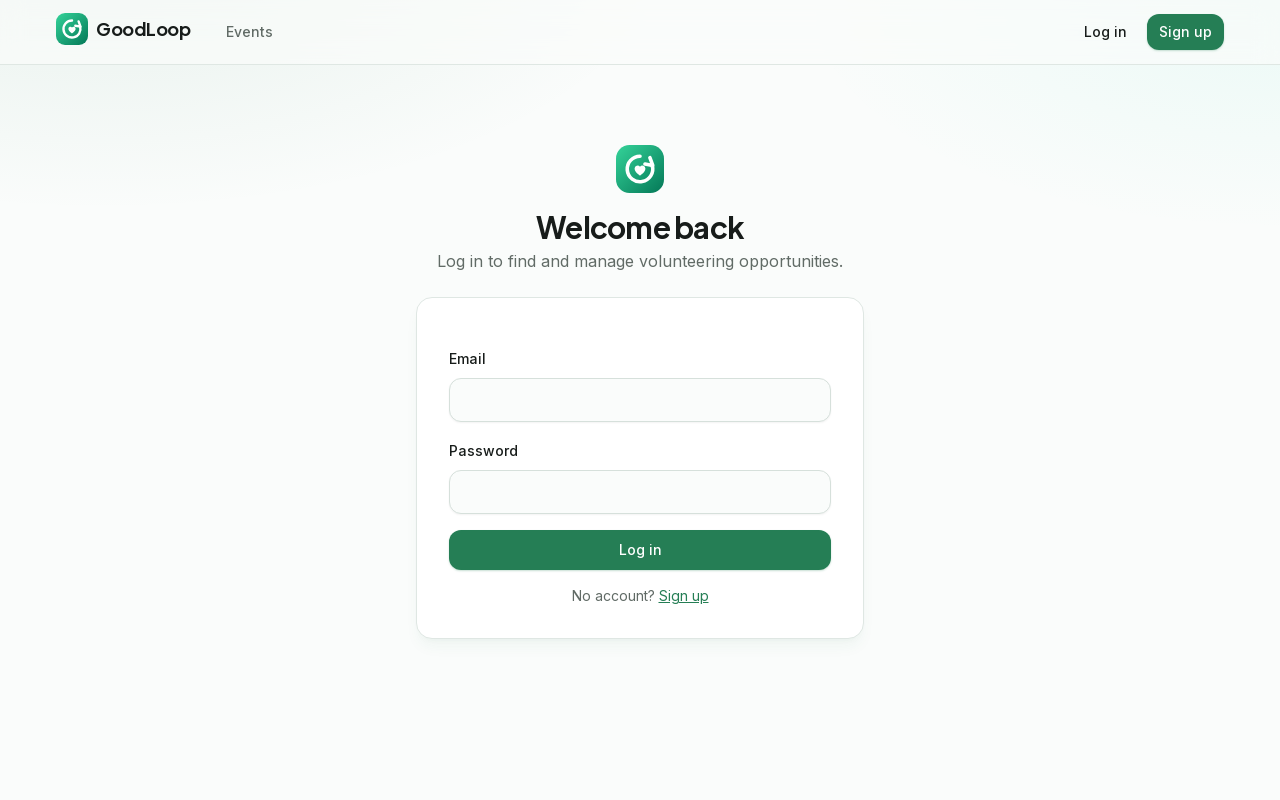 GoodLoop
Events
Log in
Sign up
Welcome back
Log in to find and manage volunteering opportunities.
Email
Password
Log in
No account? Sign up